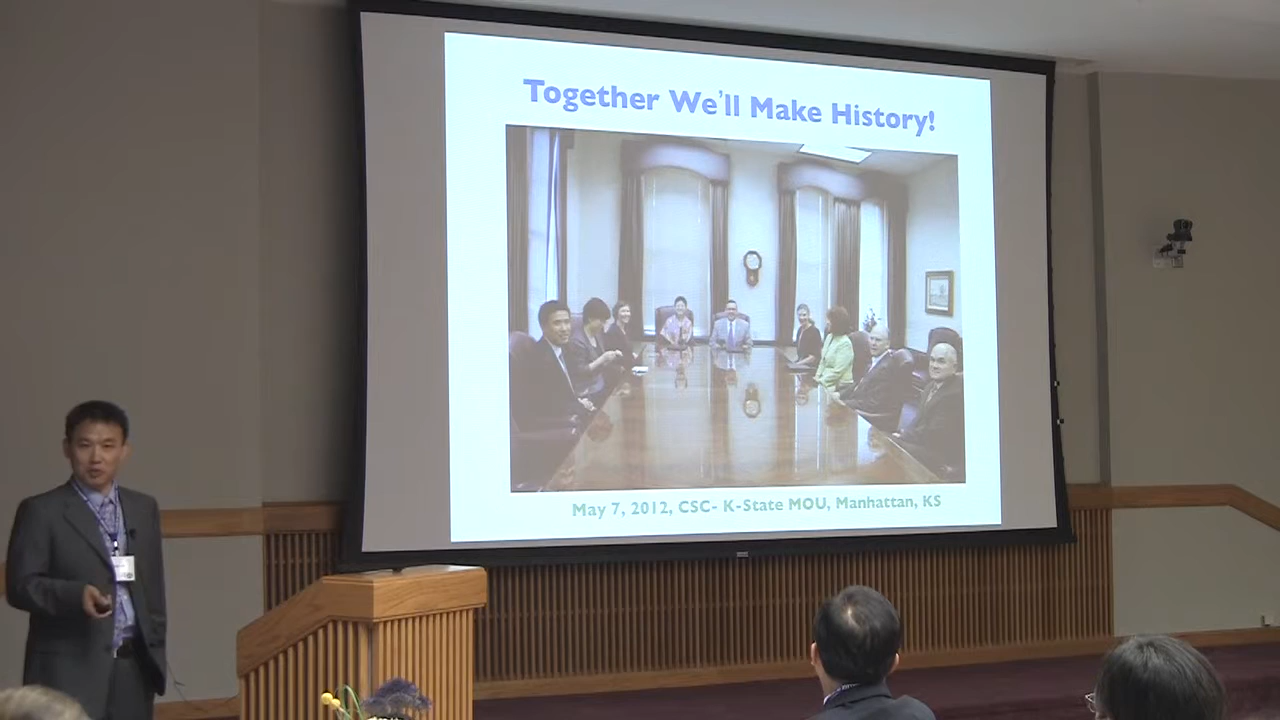 Together We'll Make History!
May 7, 2012, CSC- K-State MOU, Manhattan, KS